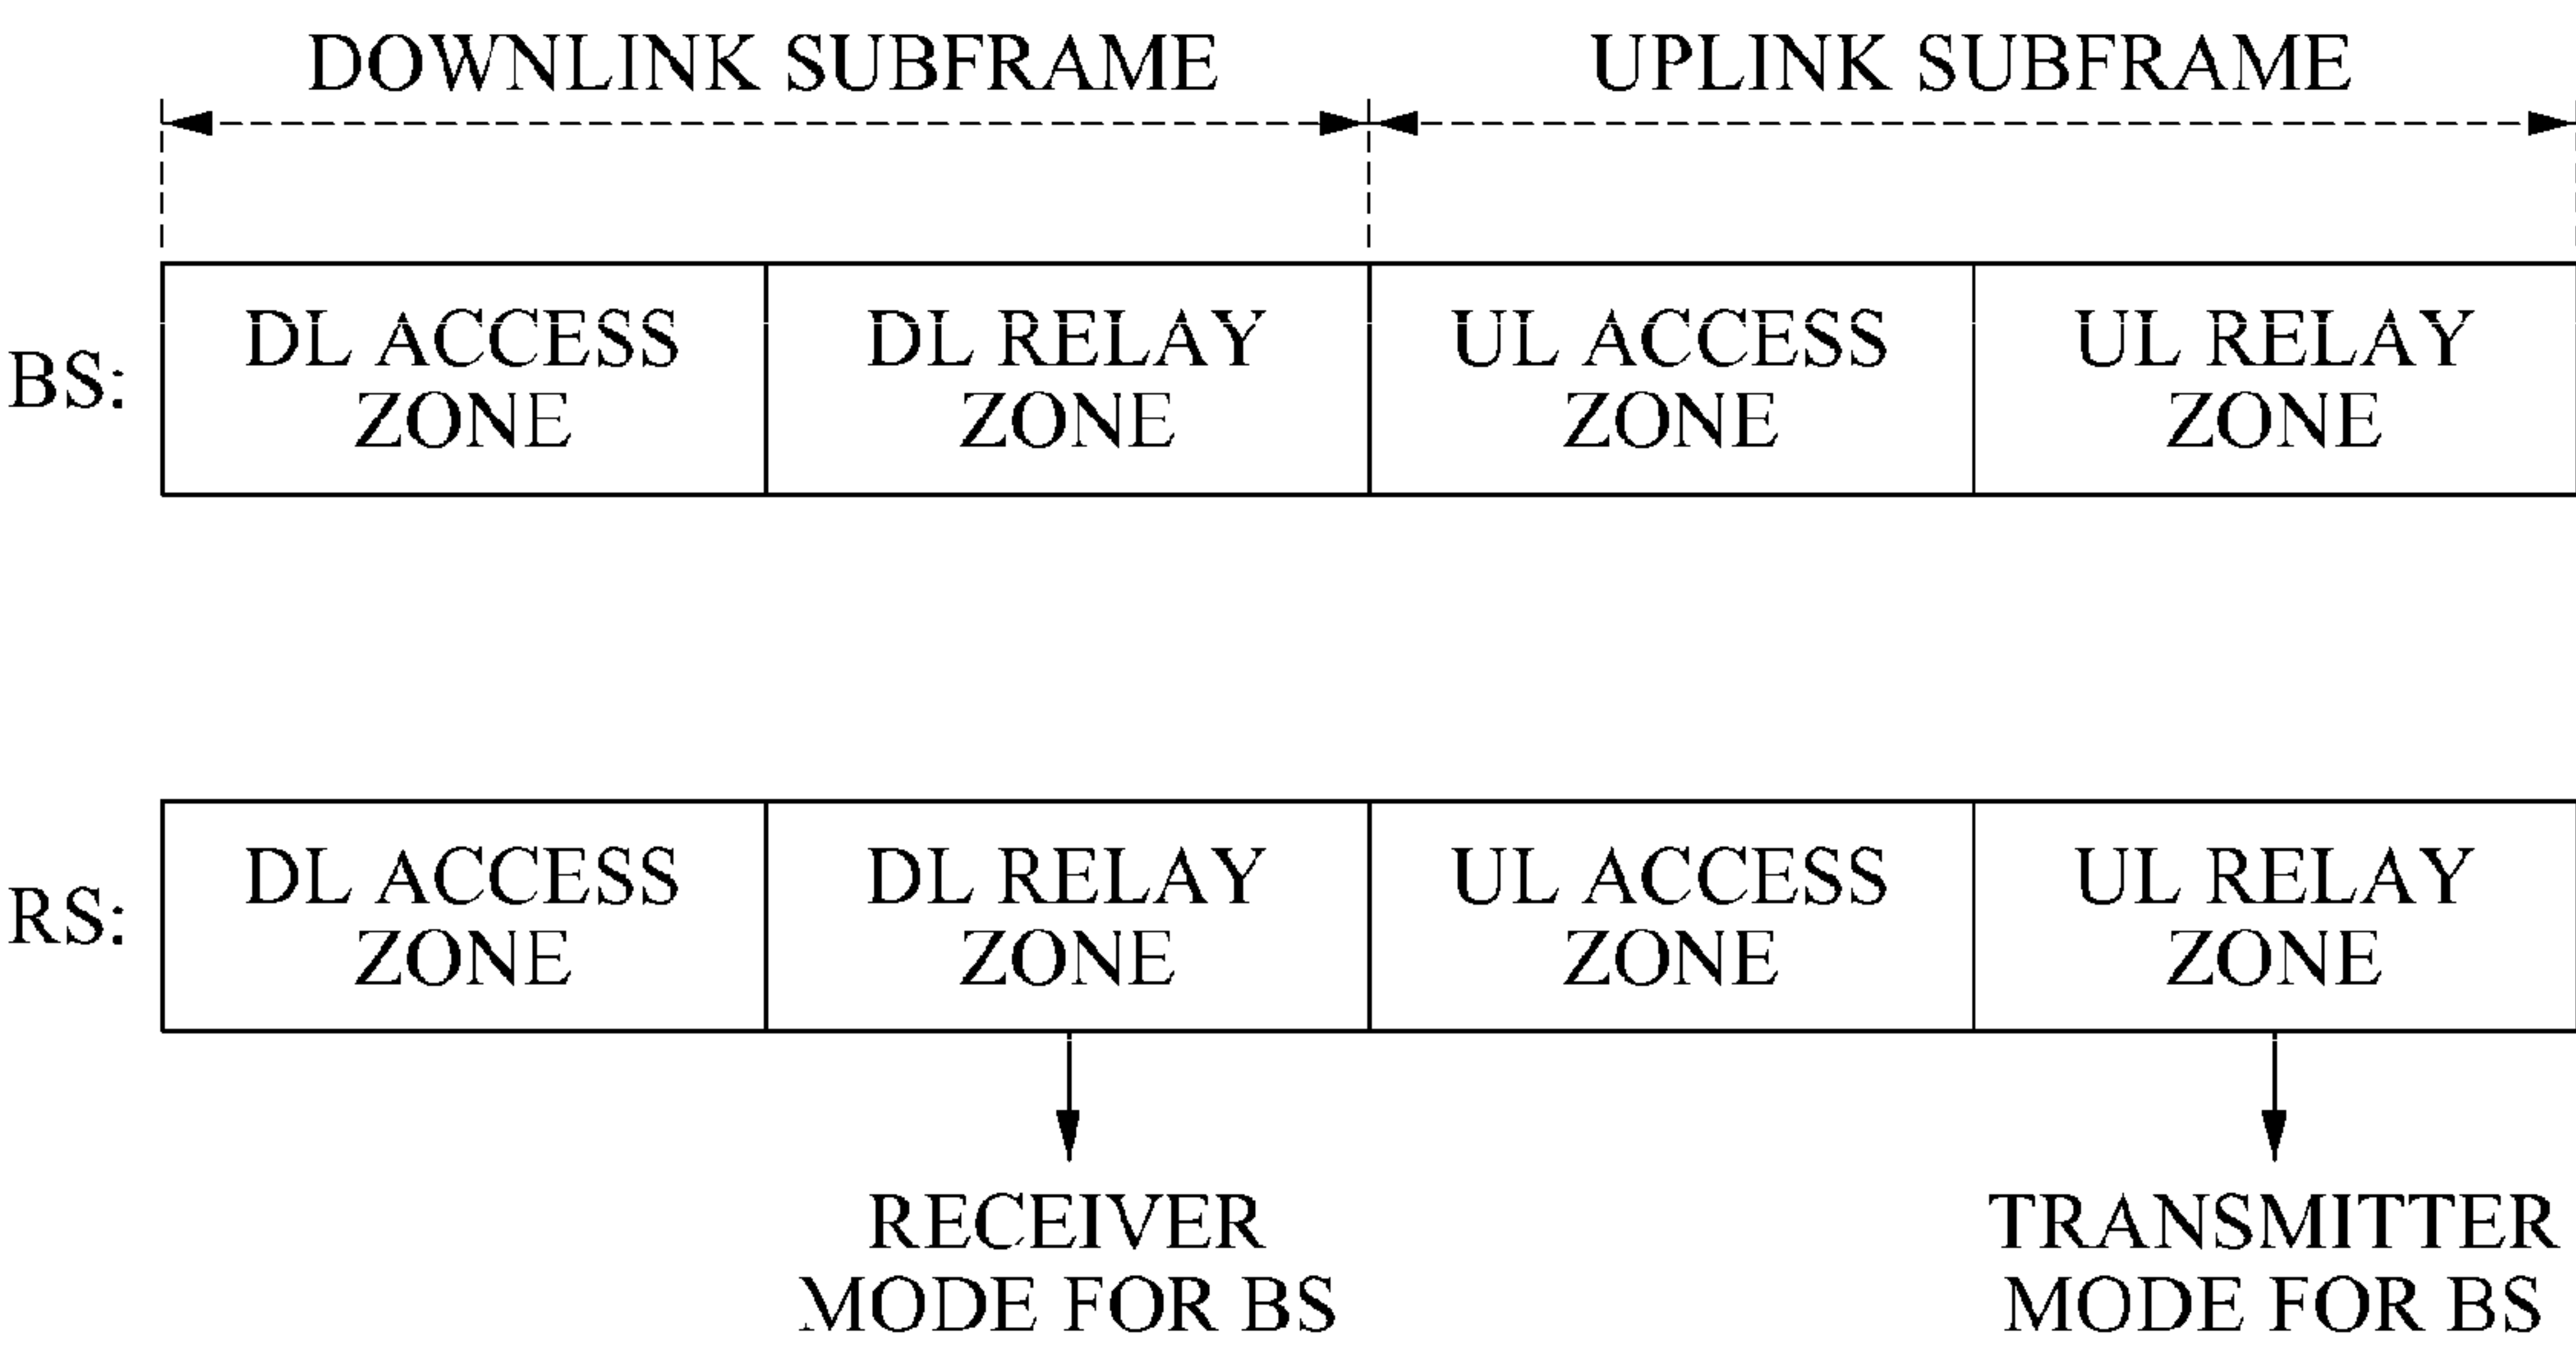 DOWNLINK SUBFRAME
UPLINK SUBFRAME
BS:
DL ACCESS
ZONE
DL RELAY
ZONE
UL ACCESS
ZONE
UL RELAY
ZONE
RS:
DL ACCESS
ZONE
DL RELAY
ZONE
UL ACCESS
ZONE
UL RELAY
ZONE
RECEIVER
MODE FOR BS
TRANSMITTER
MODE FOR BS